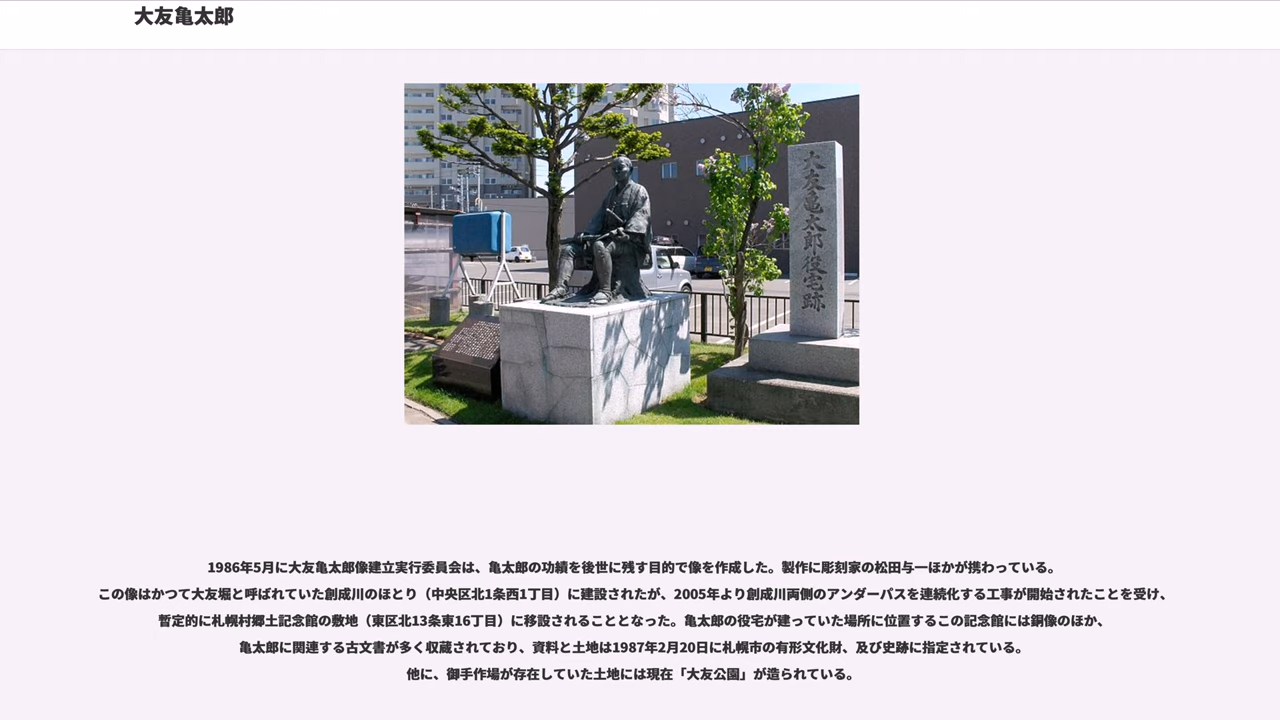 大友亀太郎
大友亀太郎役宅跡
1986年5月に大友亀太郎像建立実行委員会は、亀太郎の功績を後世に残す目的で像を作成した。製作に彫刻家の松田与一ほかが携わっている。
この像はかつて大友堀と呼ばれていた創成川のほとり（中央区北1条西1丁目）に建設されたが、2005年より創成川両側のアンダーパスを連続化する工事が開始されたことを受け、
暫定的に札幌村郷土記念館の敷地（東区北13条東16丁目）に移設されることとなった。亀太郎の役宅が建っていた場所に位置するこの記念館には銅像のほか、
亀太郎に関連する古文書が多く収蔵されており、資料と土地は1987年2月20日に札幌市の有形文化財、及び史跡に指定されている。
他に、御手作場が存在していた土地には現在「大友公園」が造られている。